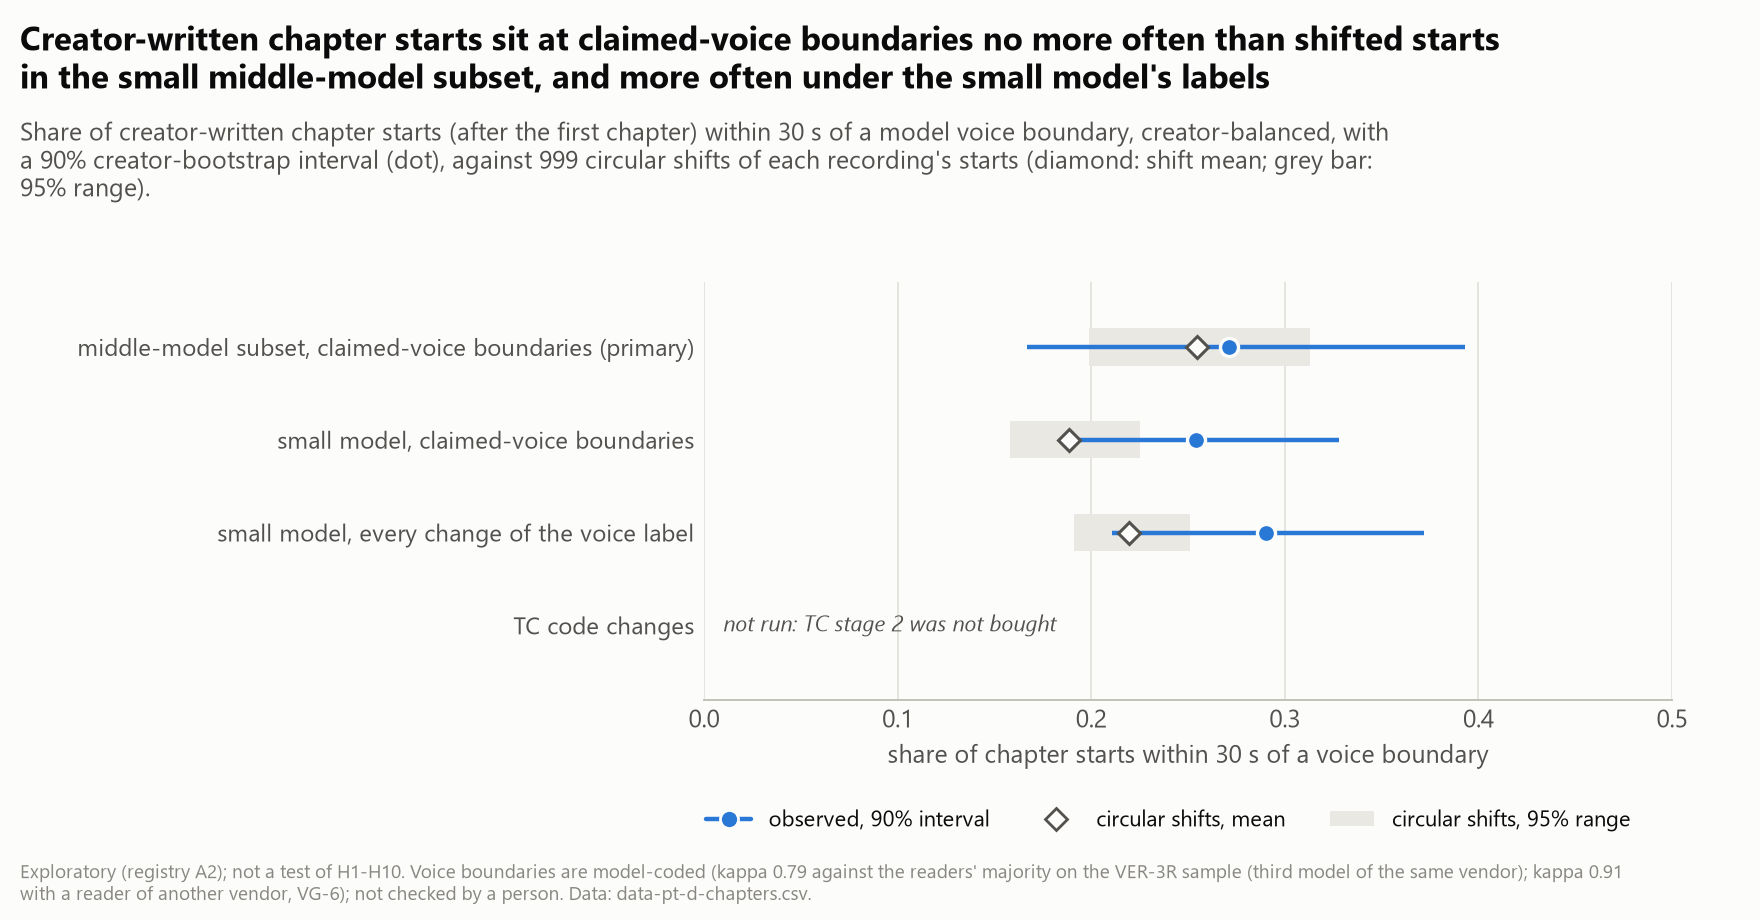 Creator-written chapter starts sit at claimed-voice boundaries no more often than shifted starts
in the small middle-model subset, and more often under the small model's labels
Share of creator-written chapter starts (after the first chapter) within 30 s of a model voice boundary, creator-balanced, with
a 90% creator-bootstrap interval (dot), against 999 circular shifts of each recording's starts (diamond: shift mean; grey bar:
95% range).
middle-model subset, claimed-voice boundaries (primary)
small model, claimed-voice boundaries
small model, every change of the voice label
TC code changes
not run: TC stage 2 was not bought
0.0 0.1 0.2 0.3 0.4 0.5
share of chapter starts within 30 s of a voice boundary
observed, 90% interval
circular shifts, mean
circular shifts, 95% range
Exploratory (registry A2); not a test of H1-H10. Voice boundaries are model-coded (kappa 0.79 against the readers' majority on the VER-3R sample (third model of the same vendor); kappa 0.91
with a reader of another vendor, VG-6); not checked by a person. Data: data-pt-d-chapters.csv.